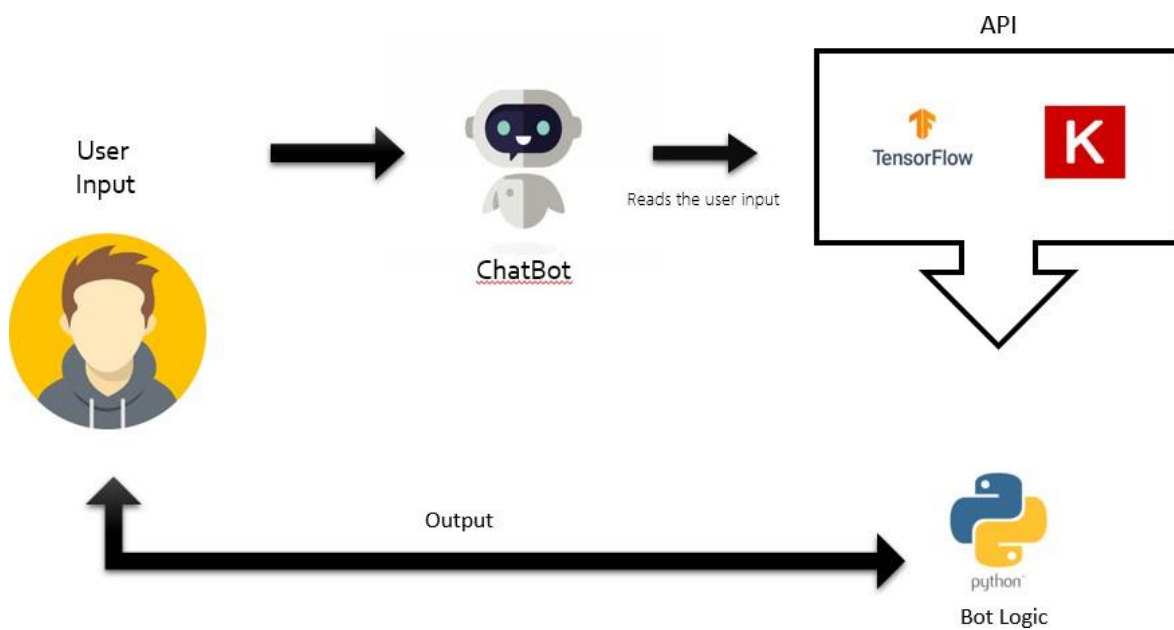 API
User
Input
TensorFlow
K
Reads the user input
ChatBot
Output
python
Bot Logic